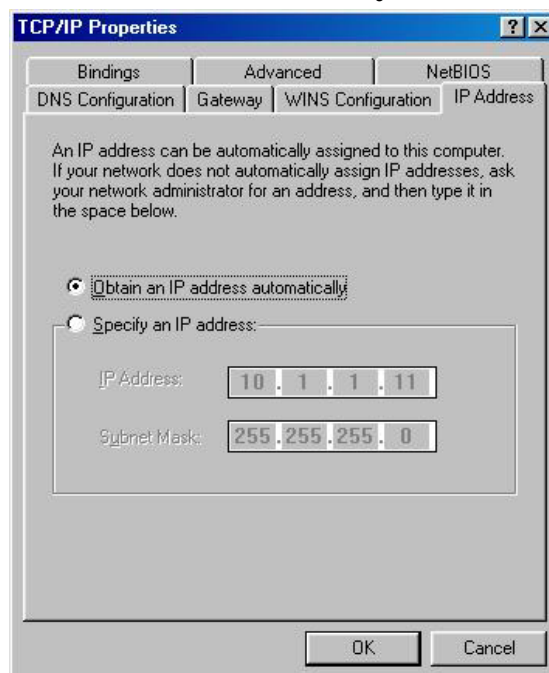 TCP/IP Properties
? X
Bindings Advanced NetBIOS
DNS Configuration Gateway WINS Configuration IP Address
An IP address can be automatically assigned to this computer.
If your network does not automatically assign IP addresses, ask
your network administrator for an address, and then type it in
the space below.
Obtain an IP address automatically
Specify an IP address:
IP Address: 10 . 1 . 1 . 11
Subnet Mask: 255 . 255 . 255 . 0
OK Cancel